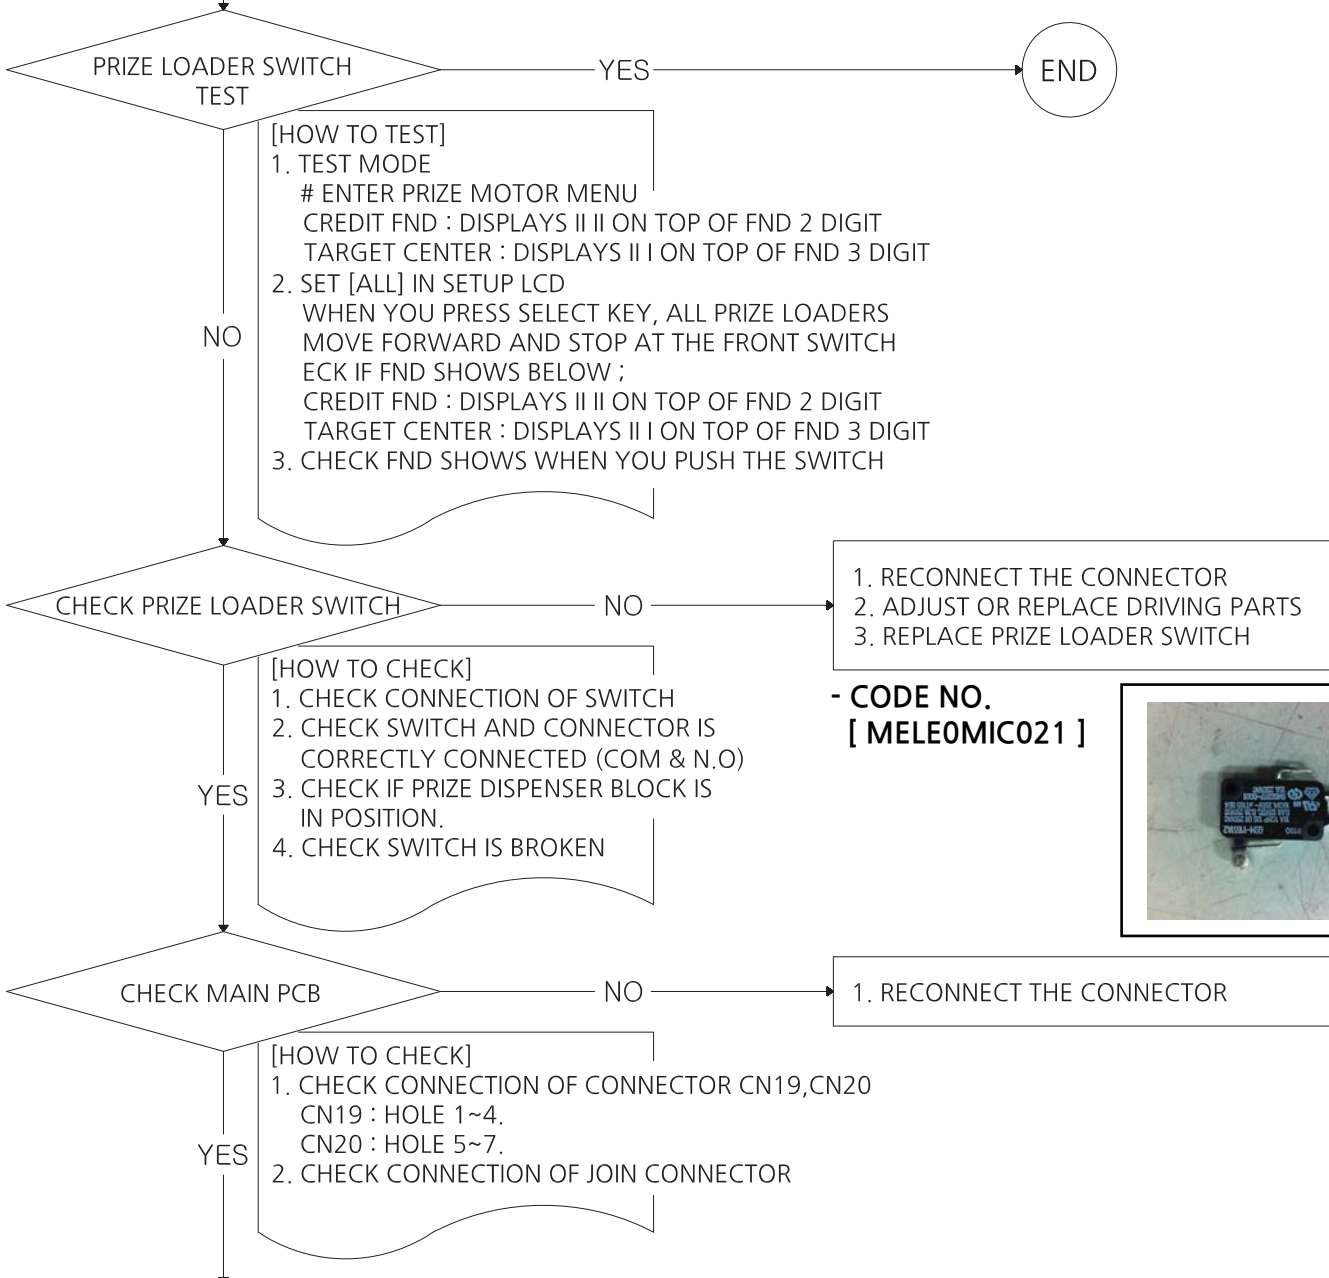 PRIZE LOADER SWITCH
TEST
YES
END
[HOW TO TEST]
1. TEST MODE
# ENTER PRIZE MOTOR MENU
CREDIT FND : DISPLAYS II II ON TOP OF FND 2 DIGIT
TARGET CENTER : DISPLAYS II I ON TOP OF FND 3 DIGIT
2. SET [ALL] IN SETUP LCD
WHEN YOU PRESS SELECT KEY, ALL PRIZE LOADERS
MOVE FORWARD AND STOP AT THE FRONT SWITCH
ECK IF FND SHOWS BELOW ;
CREDIT FND : DISPLAYS II II ON TOP OF FND 2 DIGIT
TARGET CENTER : DISPLAYS II I ON TOP OF FND 3 DIGIT
3. CHECK FND SHOWS WHEN YOU PUSH THE SWITCH
NO
CHECK PRIZE LOADER SWITCH
NO
1. RECONNECT THE CONNECTOR
2. ADJUST OR REPLACE DRIVING PARTS
3. REPLACE PRIZE LOADER SWITCH
- CODE NO.
[ MELE0MIC021 ]
[HOW TO CHECK]
1. CHECK CONNECTION OF SWITCH
2. CHECK SWITCH AND CONNECTOR IS
CORRECTLY CONNECTED (COM & N.O)
3. CHECK IF PRIZE DISPENSER BLOCK IS
IN POSITION.
4. CHECK SWITCH IS BROKEN
YES
CHECK MAIN PCB
NO
1. RECONNECT THE CONNECTOR
[HOW TO CHECK]
1. CHECK CONNECTION OF CONNECTOR CN19,CN20
CN19 : HOLE 1~4.
CN20 : HOLE 5~7.
2. CHECK CONNECTION OF JOIN CONNECTOR
YES